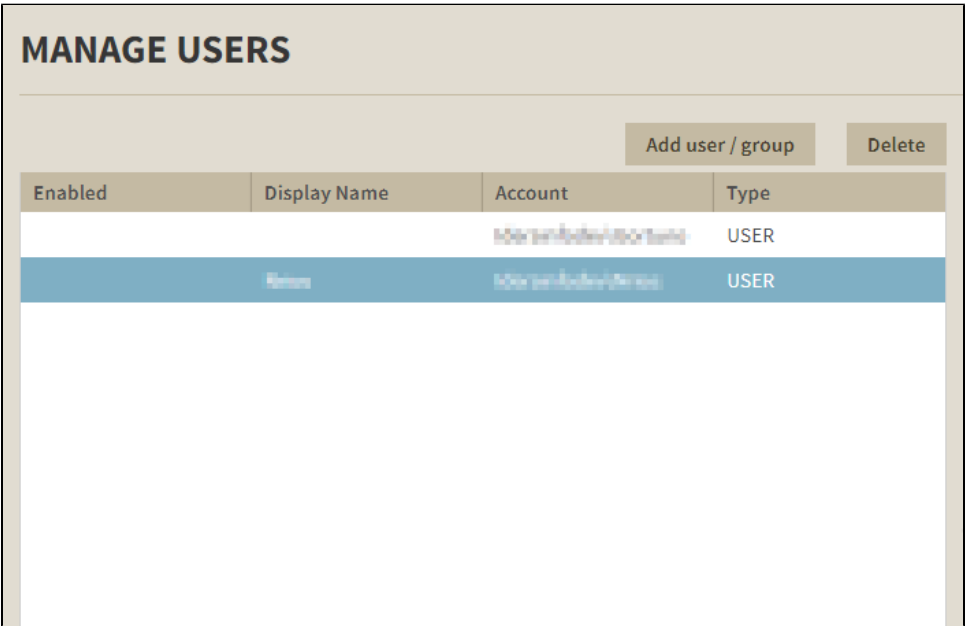 MANAGE USERS
Add user / group Delete
Enabled Display Name Account Type
USER
USER